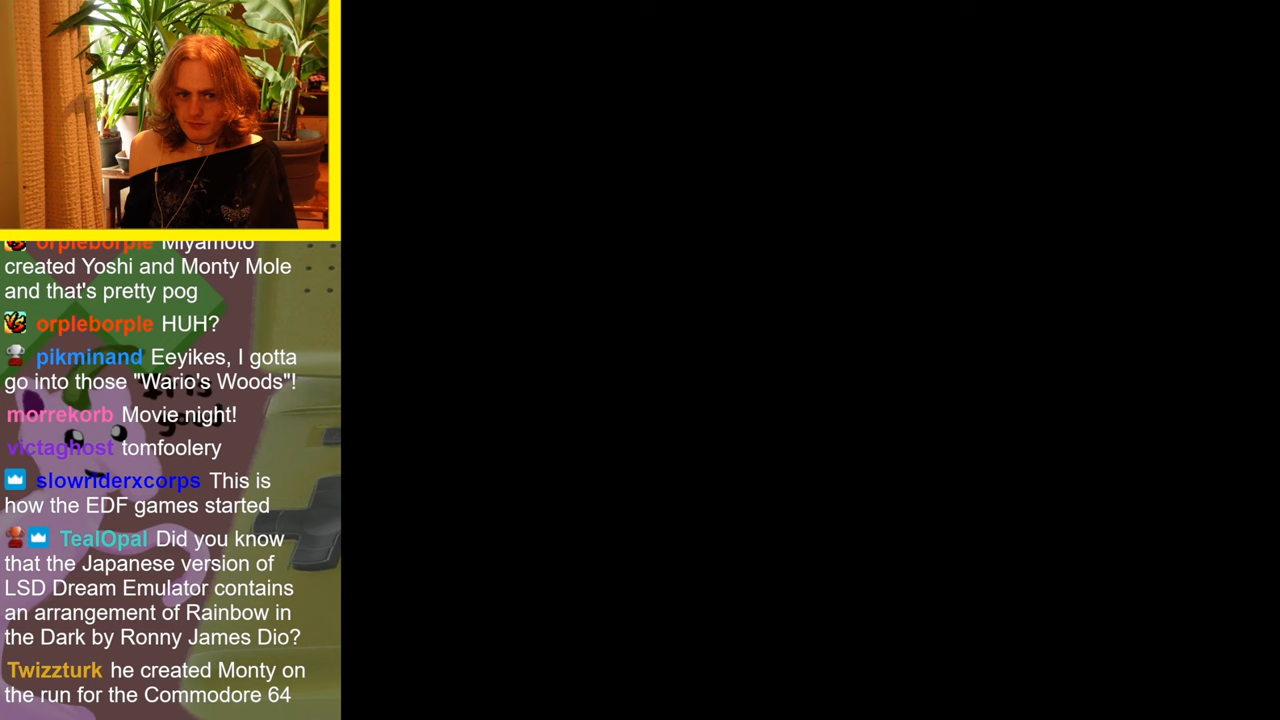 orpleborple Miyamoto
created Yoshi and Monty Mole
and that's pretty pog
orpleborple HUH?
pikminand Eeyikes, I gotta
go into those "Wario's Woods"!
morrekorb Movie night!
victaghost tomfoolery
slowriderxcorps This is
how the EDF games started
TealOpal Did you know
that the Japanese version of
LSD Dream Emulator contains
an arrangement of Rainbow in
the Dark by Ronny James Dio?
Twizzturk he created Monty on
the run for the Commodore 64